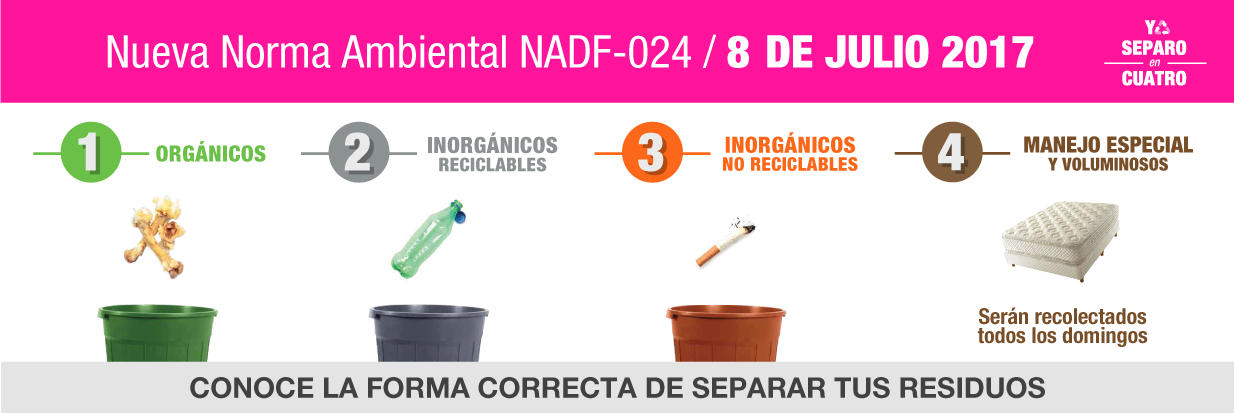 Nueva Norma Ambiental NADF-024 / 8 DE JULIO 2017
YA
SEPARO
en
CUATRO
1 ORGÁNICOS
2 INORGÁNICOS
RECICLABLES
3 INORGÁNICOS
NO RECICLABLES
4 MANEJO ESPECIAL
Y VOLUMINOSOS
Serán recolectados
todos los domingos
CONOCE LA FORMA CORRECTA DE SEPARAR TUS RESIDUOS